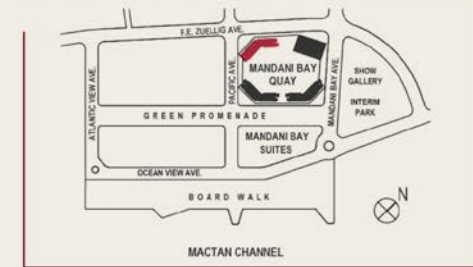 F.E. ZUELLIG AVE.
ATLANTIC VIEW AVE.
PACIFIC AVE.
MANDANI BAY
QUAY
MANDANI BAY AVE.
SHOW
GALLERY
INTERIM
PARK
GREEN PROMENADE
MANDANI BAY
SUITES
OCEAN VIEW AVE.
BOARD WALK
N
MACTAN CHANNEL